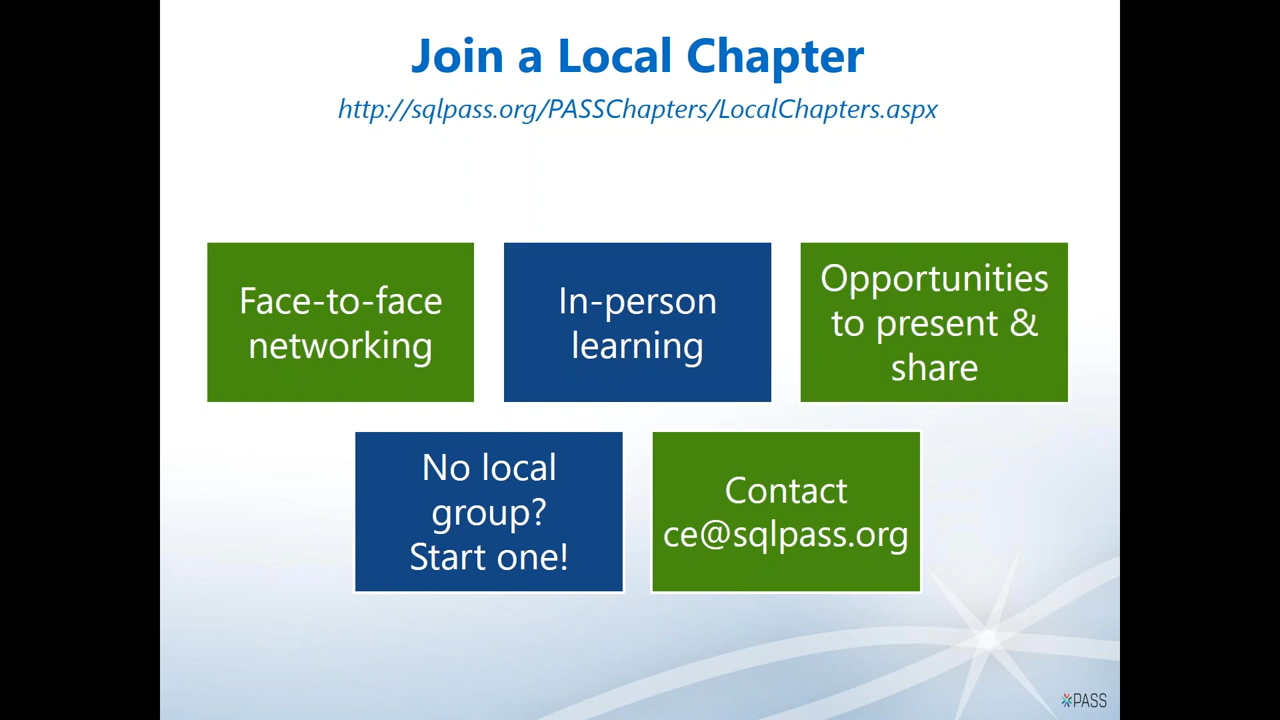 Join a Local Chapter
http://sqlpass.org/PASSChapters/LocalChapters.aspx
Face-to-face
networking
In-person
learning
Opportunities
to present &
share
No local
group?
Start one!
Contact
ce@sqlpass.org
PASS